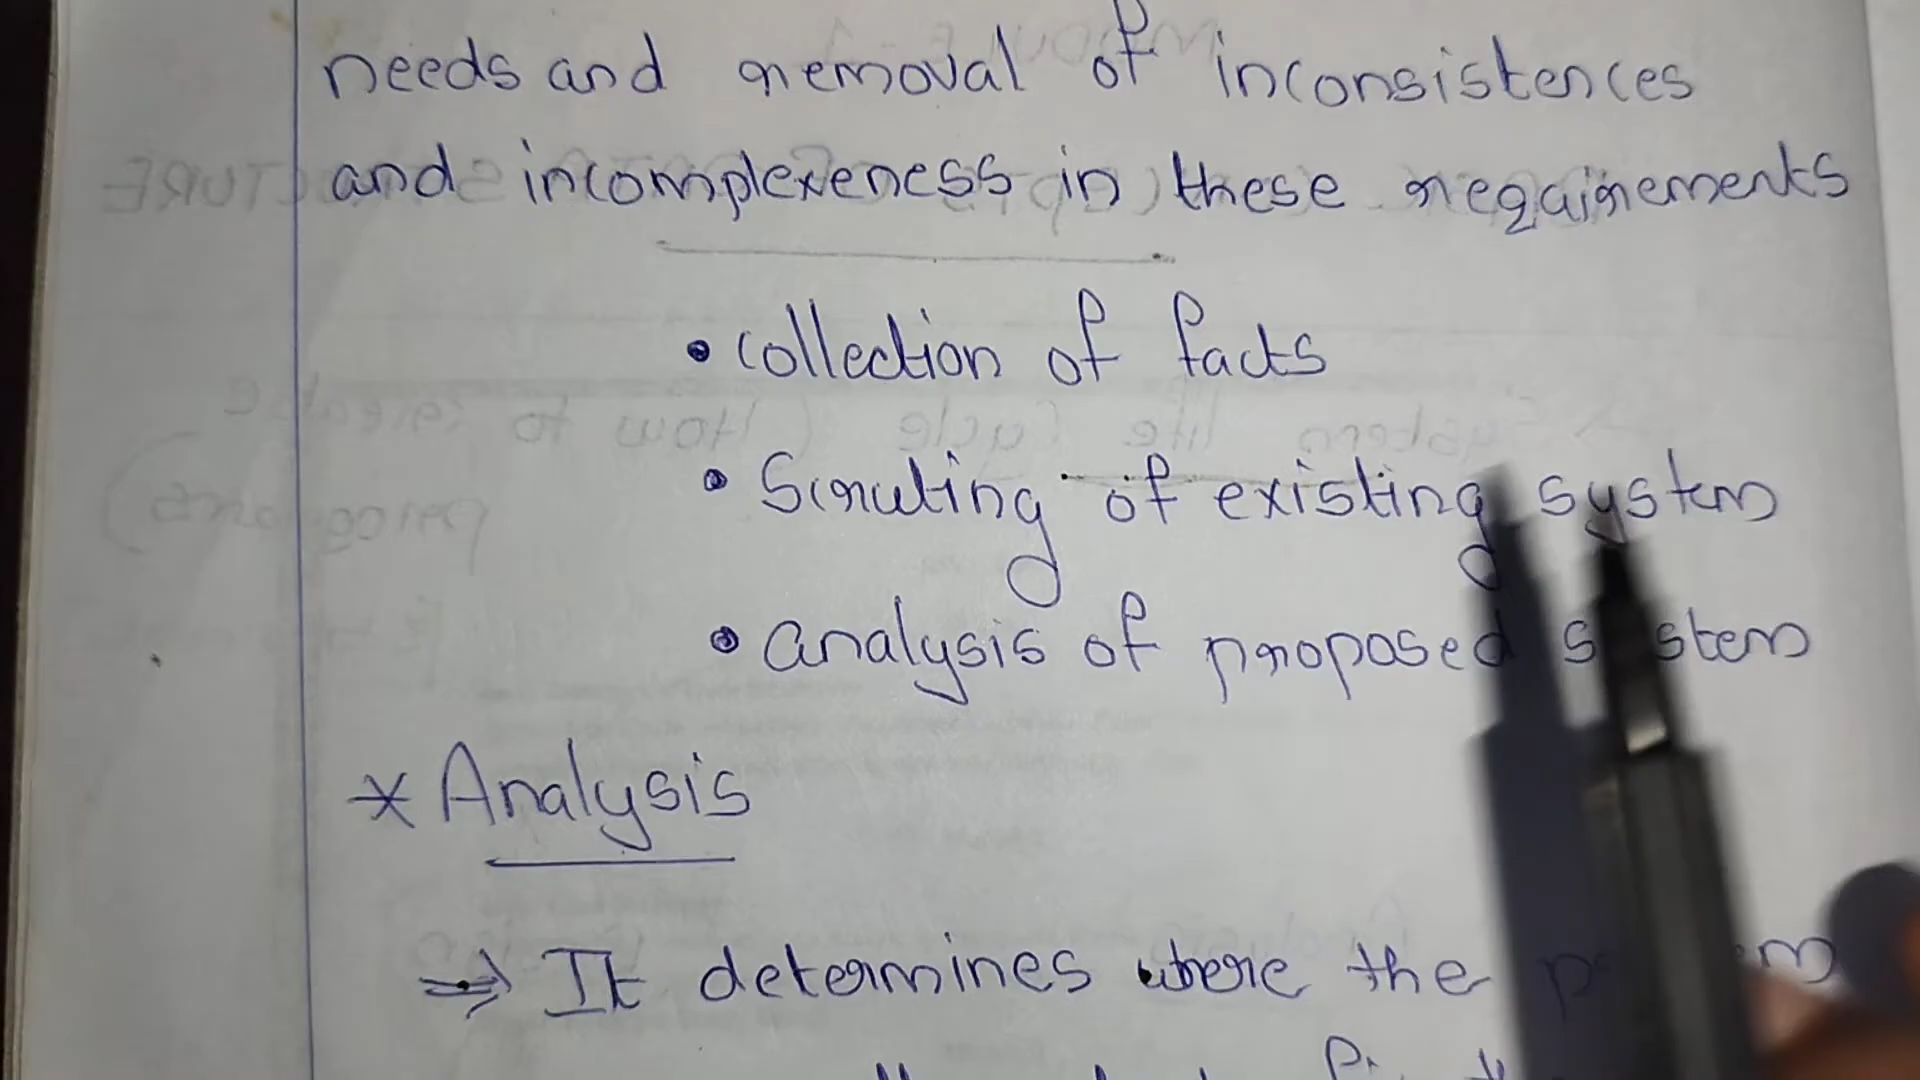 needs and removal of inconsistences
and incomplexeness in these requirements
• collection of facts
• Scruting of existing system
• analysis of proposed system
* Analysis
⇒ It determines where the